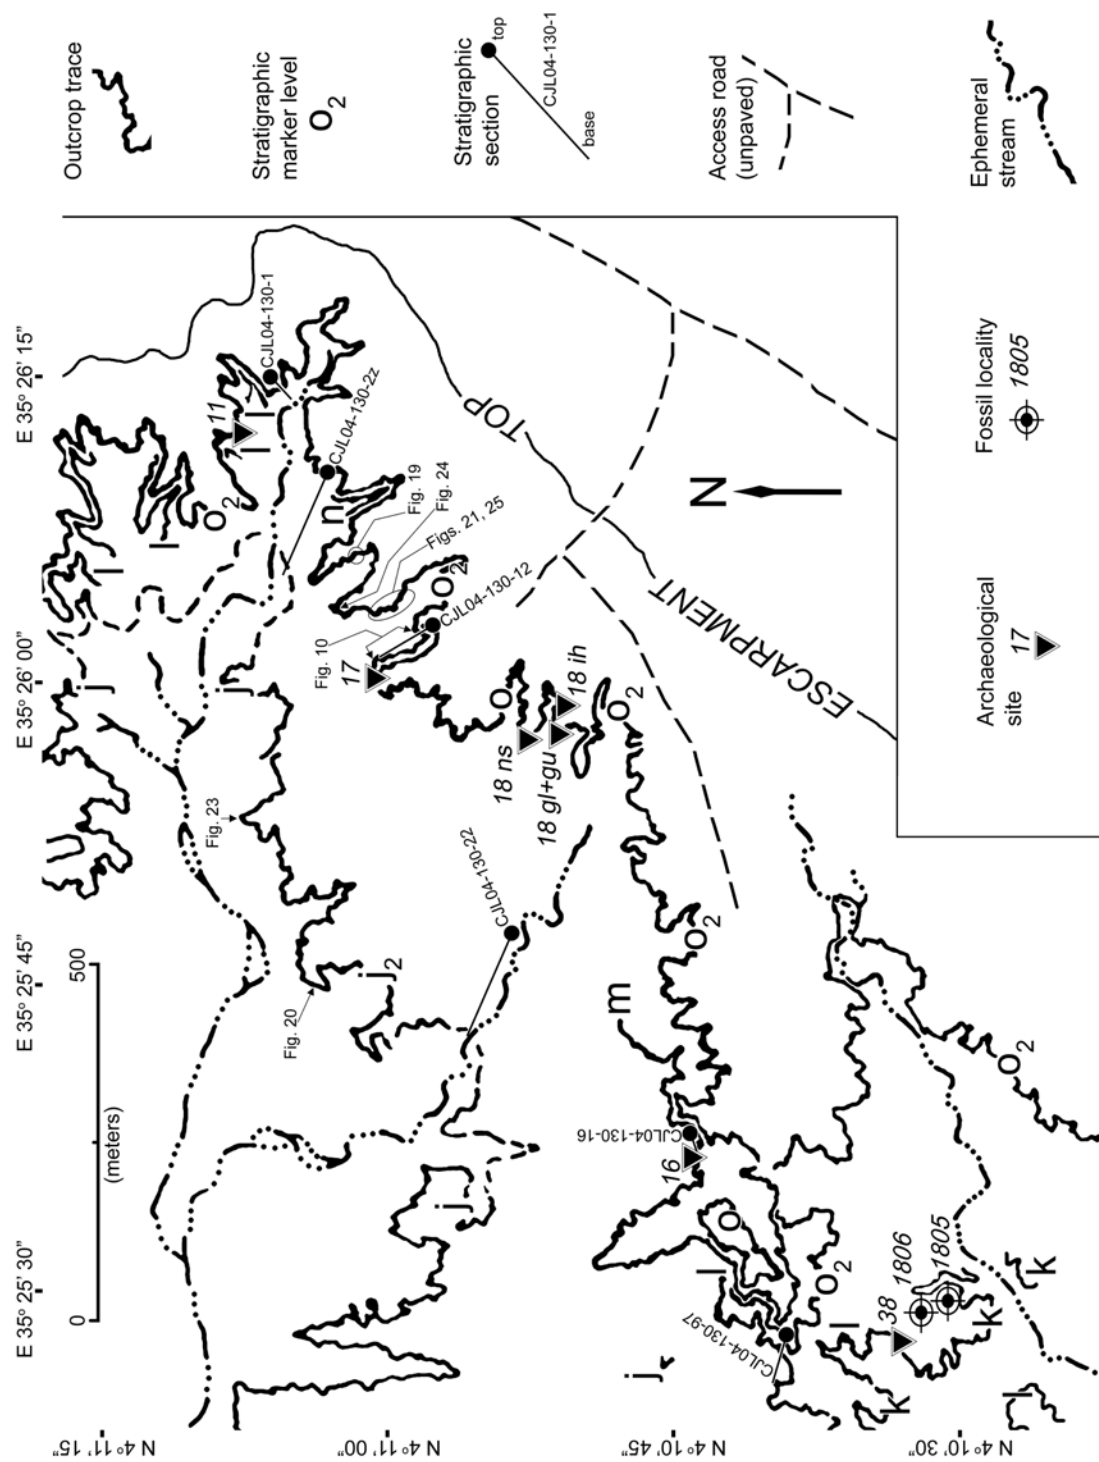 Outcrop trace
Stratigraphic
marker level
O2
Stratigraphic
section
top
CJL04-130-1
base
Access road
(unpaved)
Ephemeral
stream
E 35° 26' 15"
E 35° 26' 00"
E 35° 25' 45"
E 35° 25' 30"
N 4° 11' 15"
N 4° 11' 00"
N 4° 10' 45"
N 4° 10' 30"
0
500
(meters)
11
l
l
l
l
O2
CJL04-130-1
CJL04-130-2z
n
Fig. 19
Fig. 24
Figs. 21, 25
O2
CJL04-130-12
Fig. 10
17
j
j
TOP
ESCARPMENT
N
O
18 ns
18 gl+gu
18 ih
O2
Fig. 23
Fig. 20
j2
CJL04-130-22
O2
m
CJL04-130-16
16
j
O
l
O2
CJL04-130-97
j
O2
l
38
1806
1805
k
k
k
l
Archaeological
site
17
Fossil locality
1805